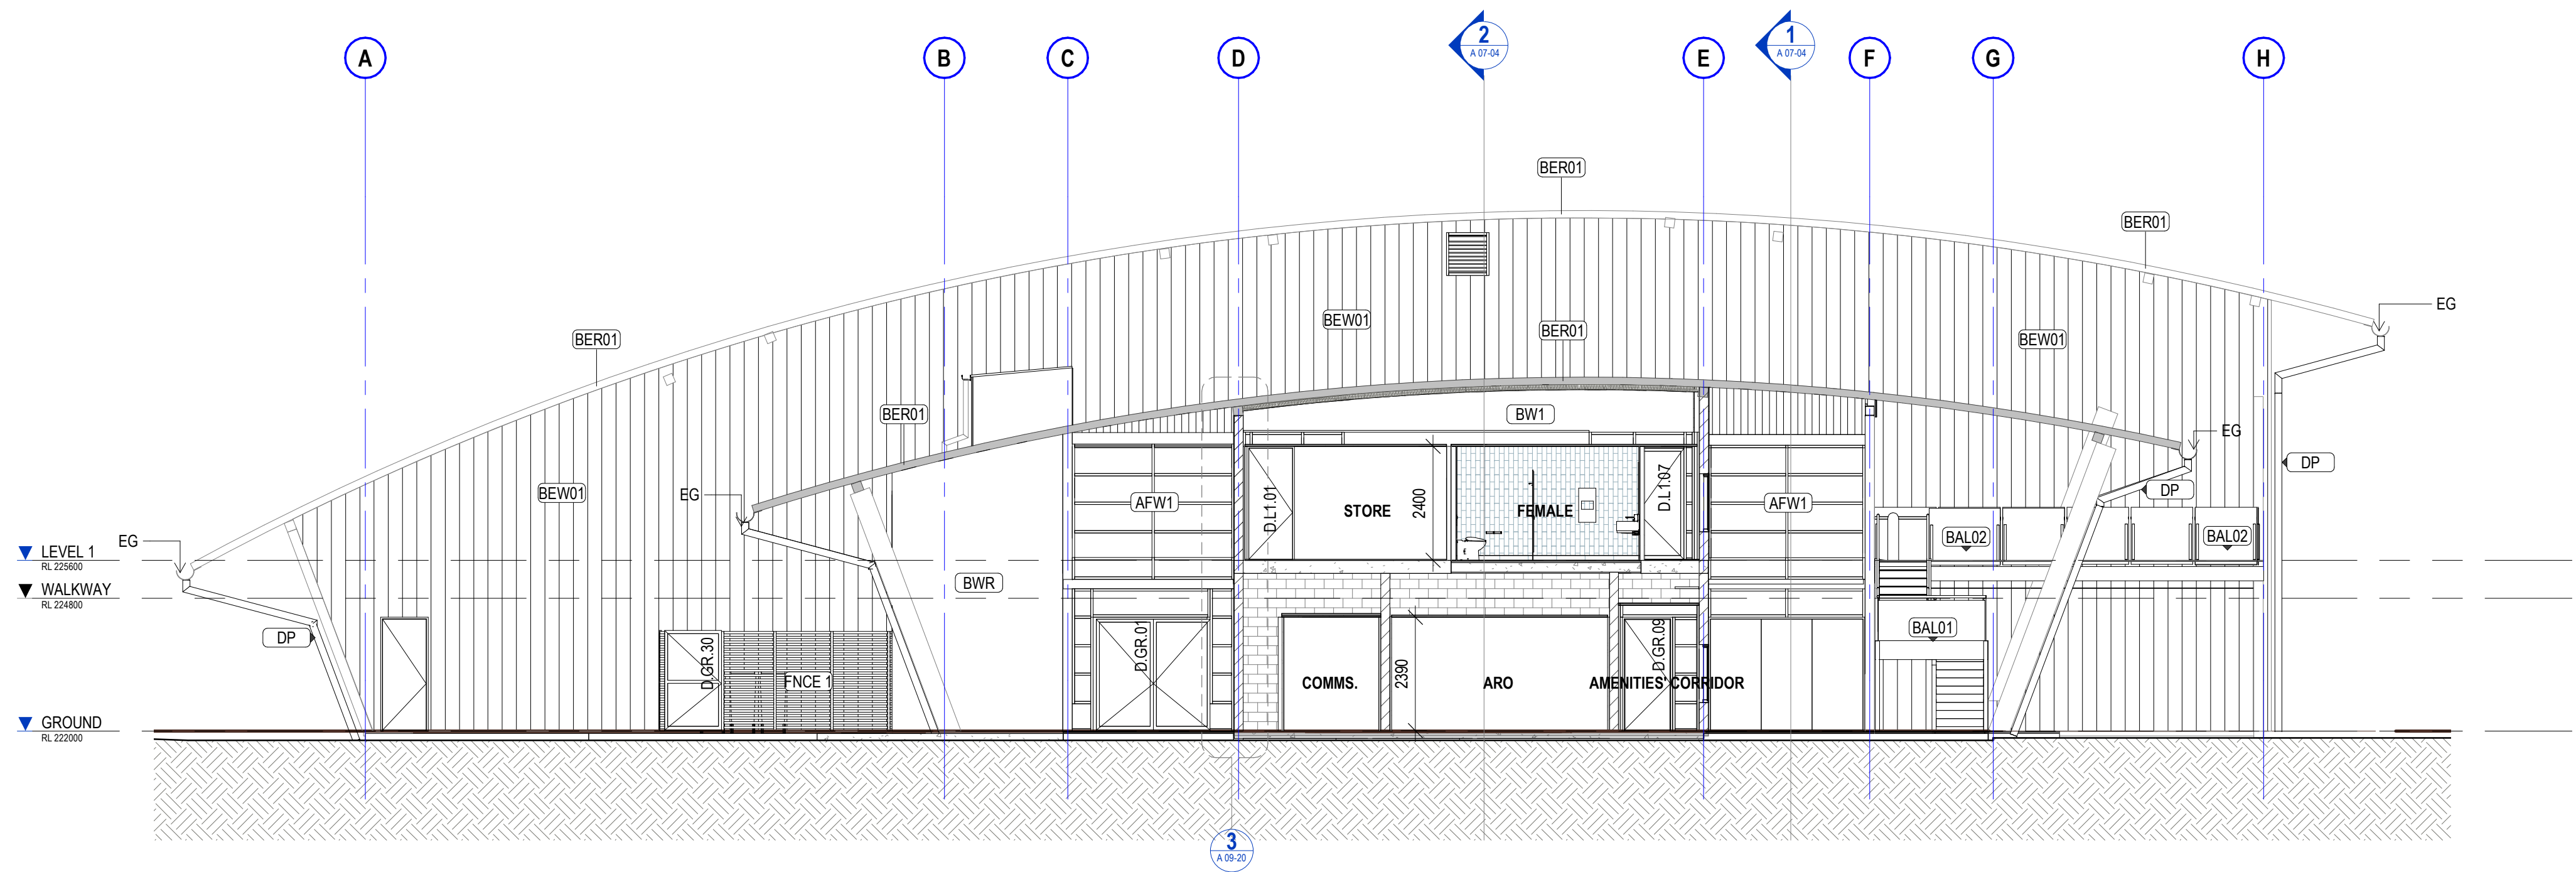 A
B
C
D
2
A 07-04
E
1
A 07-04
F
G
H
BER01
BER01
EG
BEW01
BER01
BER01
BEW01
BER01
BW1
EG
DP
BEW01
EG
AFW1
D.L1.01
STORE
2400
FEMALE
D.L1.07
AFW1
DP
EG
BAL02
BAL02
LEVEL 1
RL 225600
WALKWAY
RL 224800
BWR
DP
D.GR.30
FNCE 1
D.GR.01
COMMS.
2390
ARO
D.GR.09
AMENITIES' CORRIDOR
BAL01
GROUND
RL 222000
3
A 09-20